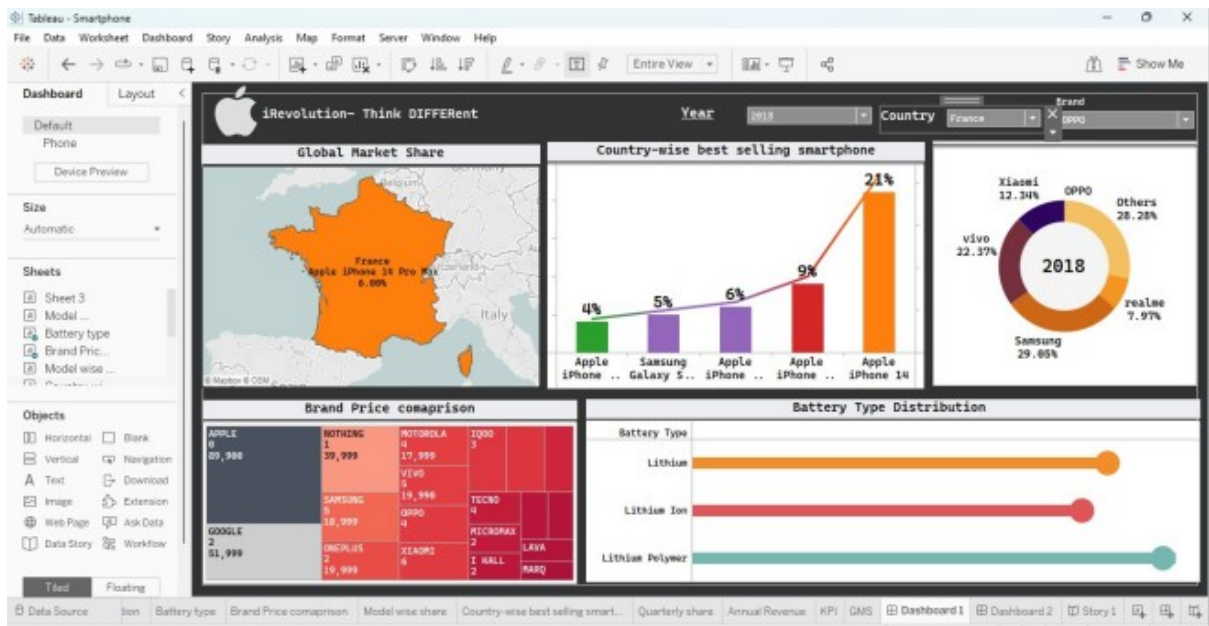 Tableau - Smartphone
File Data Worksheet Dashboard Story Analysis Map Format Server Window Help
Entire View
Show Me
Dashboard Layout
Default
Phone
Device Preview
Size
Automatic
Sheets
Sheet 3
Model ...
Battery type
Brand Pric...
Model wise ...
Objects
Horizontal Blank
Vertical Navigation
Text Download
Image Extension
Web Page Ask Data
Data Story Workflow
Tiled Floating
iRevolution- Think DIFFERent
Year 2018
Country France
Brand
OPPO
Global Market Share
Belgium
Germany
Italy
France
Apple iPhone 14 Pro Max
6.00%
© Mapbox © OSM
Country-wise best selling smartphone
4% 5% 6% 9% 21%
Apple iPhone .. Samsung Galaxy S.. Apple iPhone .. Apple iPhone .. Apple iPhone 14
Xiaomi
12.34%
OPPO
Others
28.28%
vivo
22.37%
2018
realme
7.97%
Samsung
29.05%
Brand Price comaprison
APPLE
89,900
GOOGLE
2
51,999
NOTHING
1
39,999
SAMSUNG
5
18,999
ONEPLUS
2
19,999
MOTOROLA
4
17,999
VIVO
5
19,990
OPPO
4
XIAOMI
6
IQOO
3
TECNO
4
MICROMAX
2
I KALL
2
LAVA
MARQ
Battery Type Distribution
Battery Type
Lithium
Lithium Ion
Lithium Polymer
Data Source tion Battery type Brand Price comaprison Model wise share Country-wise best selling smart... Quarterly share Annual Revenue KPI GMS Dashboard 1 Dashboard 2 Story 1